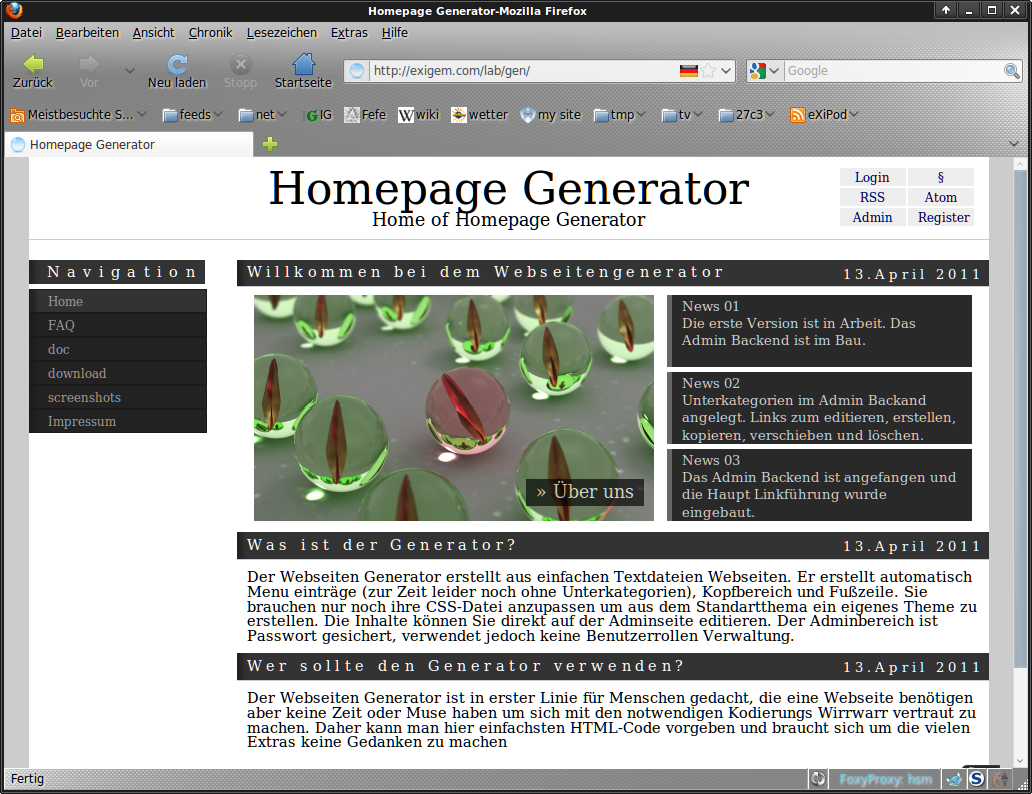 Homepage Generator-Mozilla Firefox
Datei Bearbeiten Ansicht Chronik Lesezeichen Extras Hilfe
Zurück Vor Neu laden Stopp Startseite http://exigem.com/lab/gen/ Google
Meistbesuchte S... feeds net IG Fefe wiki wetter my site tmp tv 27c3 eXiPod
Homepage Generator
Homepage Generator
Home of Homepage Generator
Login §
RSS Atom
Admin Register
Navigation
Home
FAQ
doc
download
screenshots
Impressum
Willkommen bei dem Webseitengenerator 13.April 2011
» Über uns
News 01
Die erste Version ist in Arbeit. Das
Admin Backend ist im Bau.
News 02
Unterkategorien im Admin Backand
angelegt. Links zum editieren, erstellen,
kopieren, verschieben und löschen.
News 03
Das Admin Backend ist angefangen und
die Haupt Linkführung wurde
eingebaut.
Was ist der Generator? 13.April 2011
Der Webseiten Generator erstellt aus einfachen Textdateien Webseiten. Er erstellt automatisch
Menu einträge (zur Zeit leider noch ohne Unterkategorien), Kopfbereich und Fußzeile. Sie
brauchen nur noch ihre CSS-Datei anzupassen um aus dem Standartthema ein eigenes Theme zu
erstellen. Die Inhalte können Sie direkt auf der Adminseite editieren. Der Adminbereich ist
Passwort gesichert, verwendet jedoch keine Benutzerrollen Verwaltung.
Wer sollte den Generator verwenden? 13.April 2011
Der Webseiten Generator ist in erster Linie für Menschen gedacht, die eine Webseite benötigen
aber keine Zeit oder Muse haben um sich mit den notwendigen Kodierungs Wirrwarr vertraut zu
machen. Daher kann man hier einfachsten HTML-Code vorgeben und braucht sich um die vielen
Extras keine Gedanken zu machen
Fertig FoxyProxy: hsm